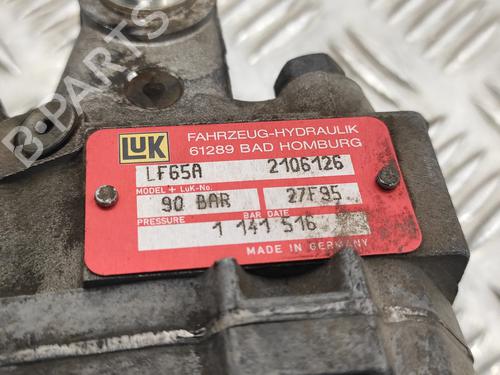 B-PARTS
LUK
FAHRZEUG-HYDRAULIK
61289 BAD HOMBURG
LF65A 2106126
MODEL + LuK-No.
90 BAR 27F95
PRESSURE BAR DATE
1 141 516
MADE IN GERMANY